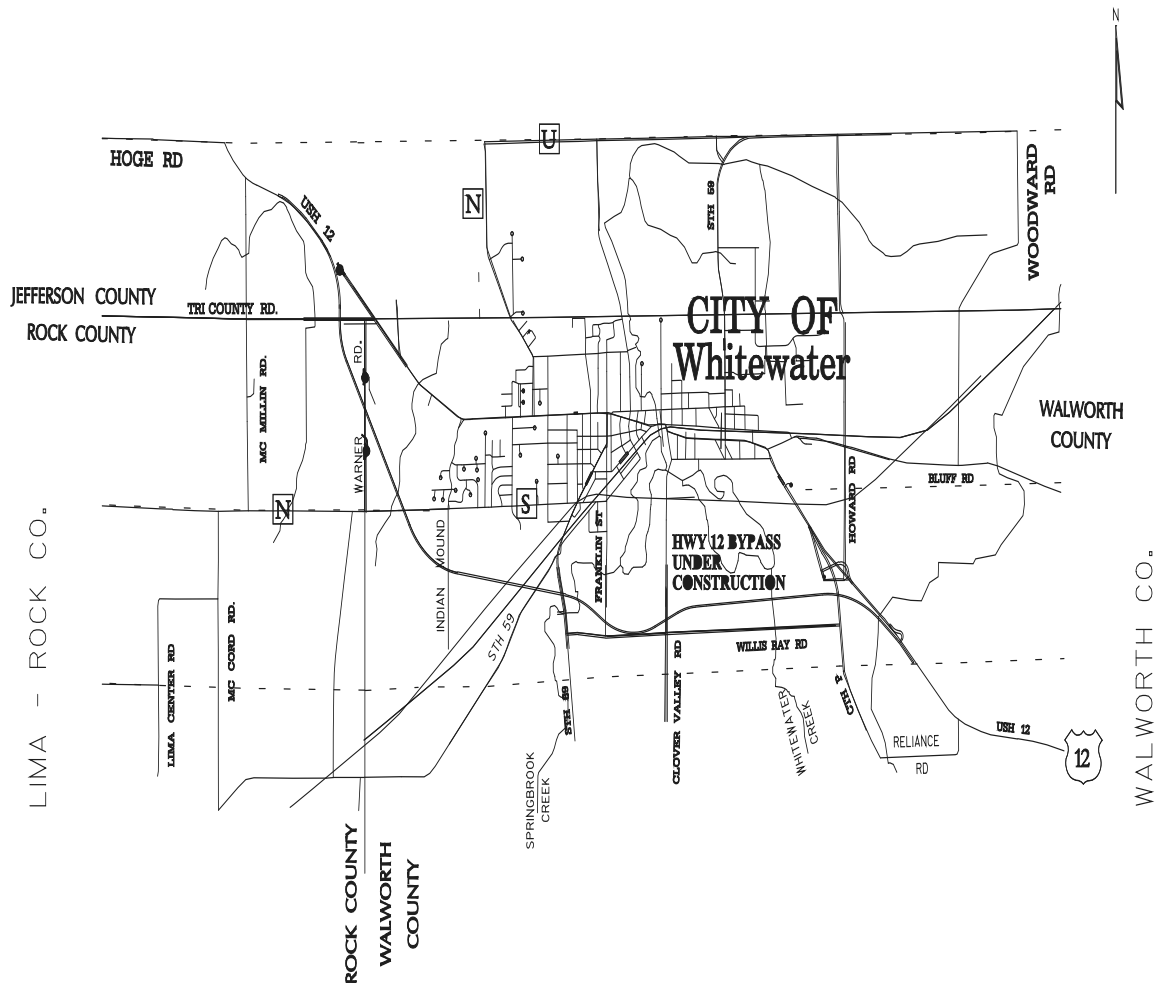 N
U
HOGE RD
N
STH 59
WOODWARD
RD
USH 12
JEFFERSON COUNTY
TRI COUNTY RD.
ROCK COUNTY
CITY OF
Whitewater
MC MILLIN RD.
WARNER RD.
WALWORTH
COUNTY
HOWARD RD
BLUFF RD
N
S
INDIAN MOUND
FRANKLIN ST
HWY 12 BYPASS
UNDER
CONSTRUCTION
LIMA - ROCK CO.
WALWORTH CO.
LIMA CENTER RD
MC CORD RD.
STH 59
WILLIS RAY RD
STH 59
CLOVER VALLEY RD
WHITEWATER
CREEK
CTH P
RELIANCE
RD
USH 12
12
SPRINGBROOK
CREEK
ROCK COUNTY
WALWORTH
COUNTY